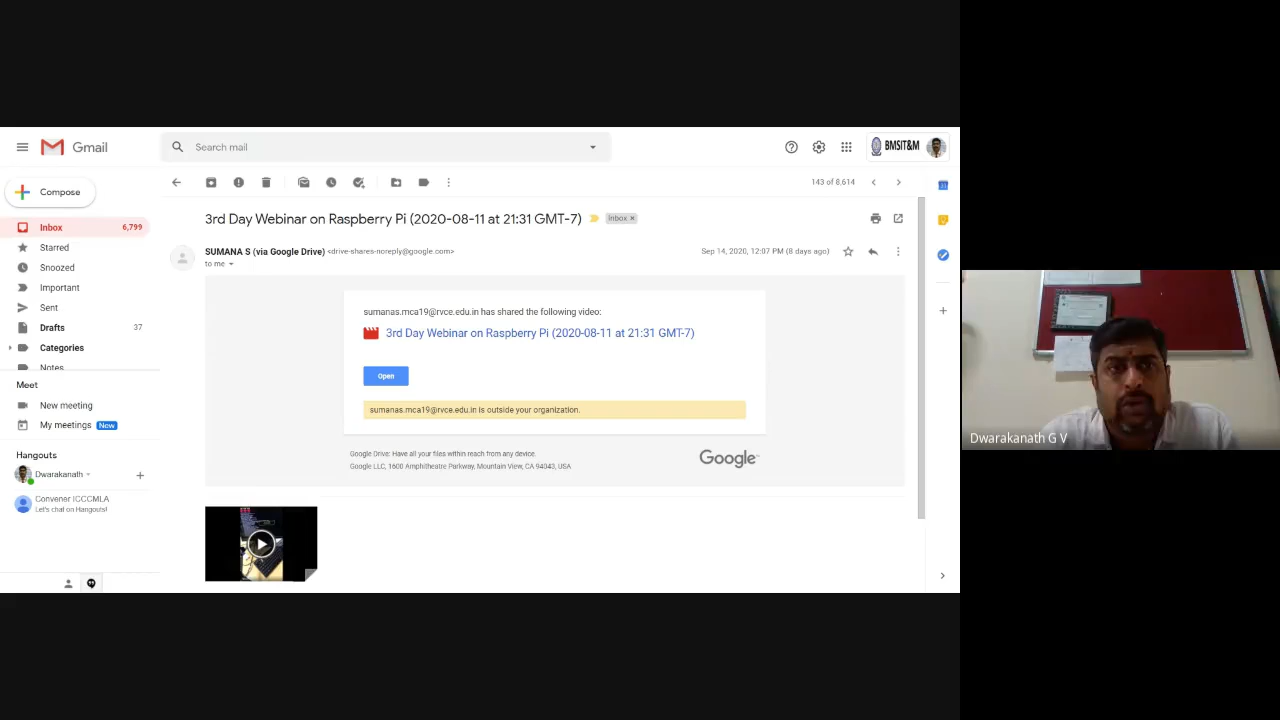 Gmail
Search mail
BMSIT&M
Compose
143 of 8,614
Inbox 6,799
Starred
Snoozed
Important
Sent
Drafts 37
Categories
Notes
Meet
New meeting
My meetings New
Hangouts
Dwarakanath
Convener ICCCMLA
Let's chat on Hangouts!
3rd Day Webinar on Raspberry Pi (2020-08-11 at 21:31 GMT-7)
Inbox x
SUMANA S (via Google Drive) <drive-shares-noreply@google.com>
Sep 14, 2020, 12:07 PM (8 days ago)
to me
sumanas.mca19@rvce.edu.in has shared the following video:
3rd Day Webinar on Raspberry Pi (2020-08-11 at 21:31 GMT-7)
Open
sumanas.mca19@rvce.edu.in is outside your organization.
Google Drive: Have all your files within reach from any device.
Google LLC, 1600 Amphitheatre Parkway, Mountain View, CA 94043, USA
Google
Dwarakanath G V